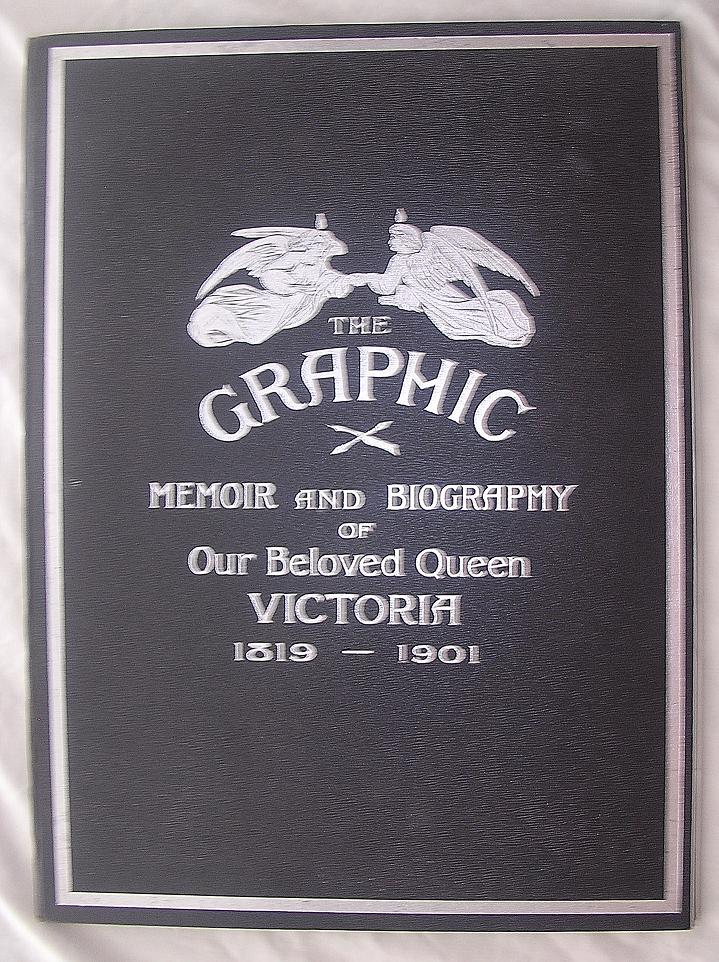 THE
GRAPHIC
MEMOIR AND BIOGRAPHY
OF
Our Beloved Queen
VICTORIA
1819 — 1901